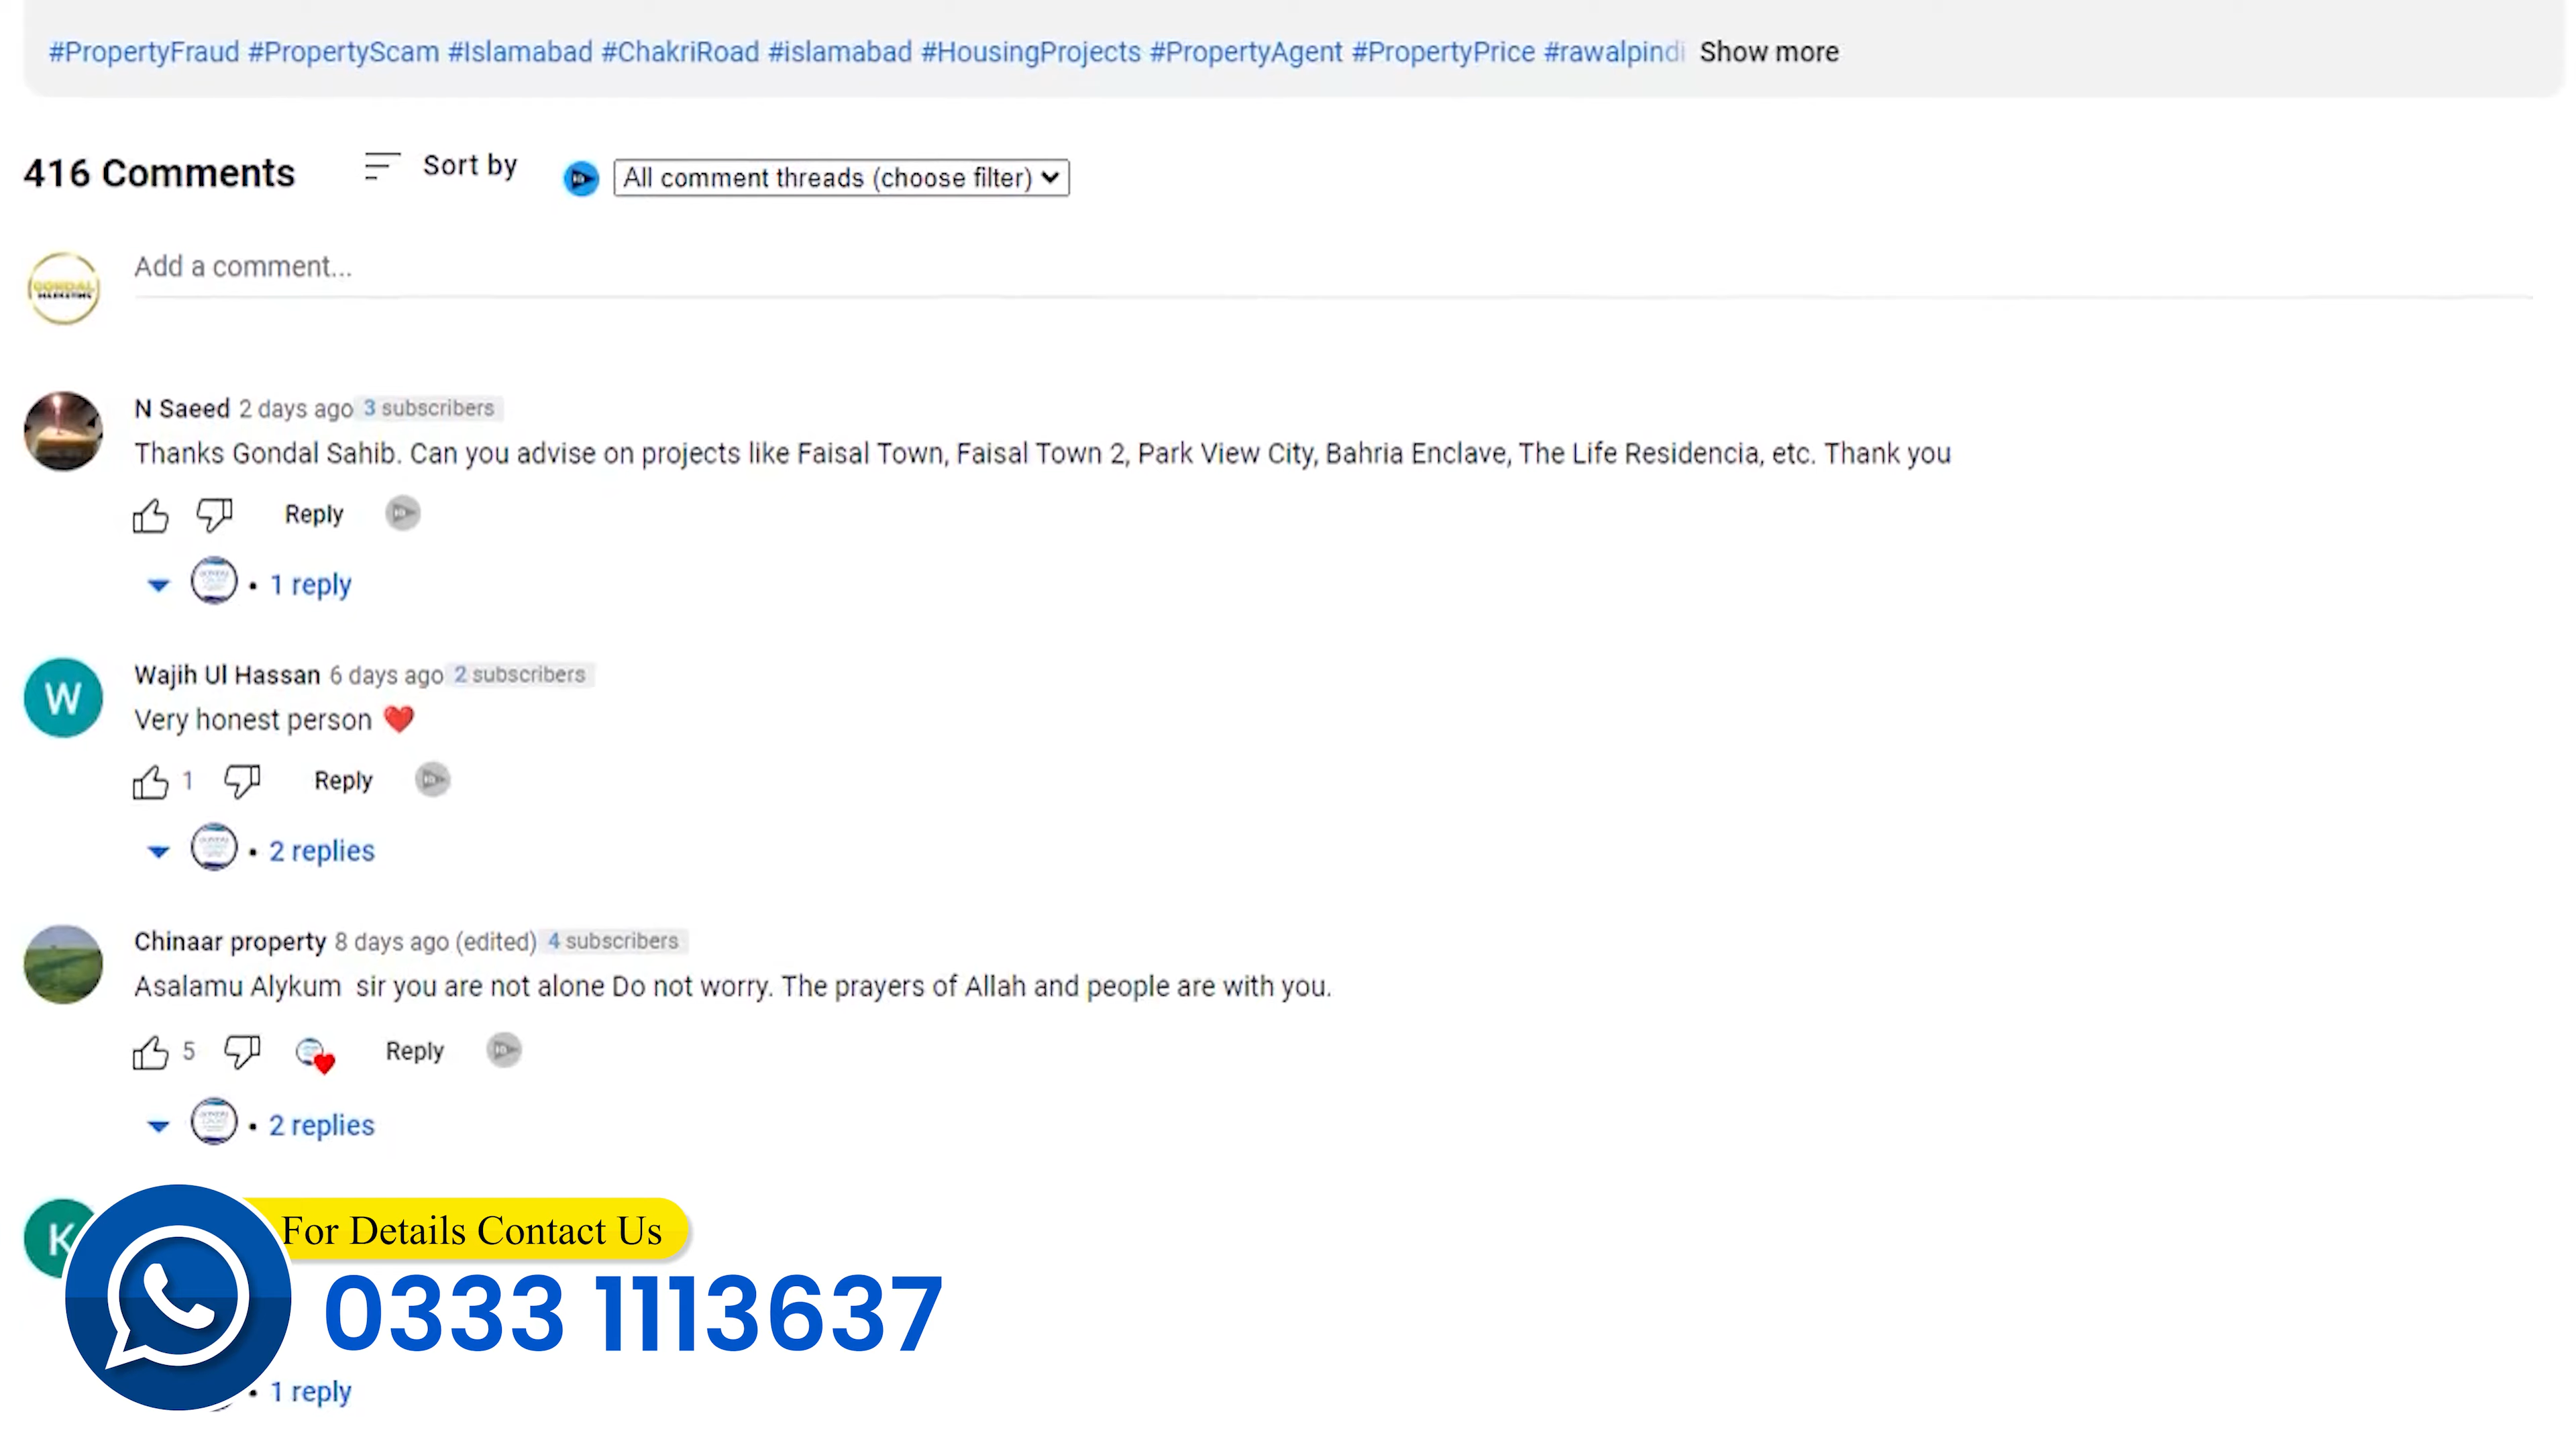 #PropertyFraud #PropertyScam #Islamabad #ChakriRoad #islamabad #HousingProjects #PropertyAgent #PropertyPrice #rawalpindi Show more
416 Comments Sort by All comment threads (choose filter)
GONDAL
MARKETING
Add a comment...
N Saeed 2 days ago 3 subscribers
Thanks Gondal Sahib. Can you advise on projects like Faisal Town, Faisal Town 2, Park View City, Bahria Enclave, The Life Residencia, etc. Thank you
Reply
• 1 reply
W
Wajih Ul Hassan 6 days ago 2 subscribers
Very honest person ❤️
1 Reply
• 2 replies
Chinaar property 8 days ago (edited) 4 subscribers
Asalamu Alykum sir you are not alone Do not worry. The prayers of Allah and people are with you.
5 Reply
• 2 replies
K
For Details Contact Us
0333 1113637
• 1 reply